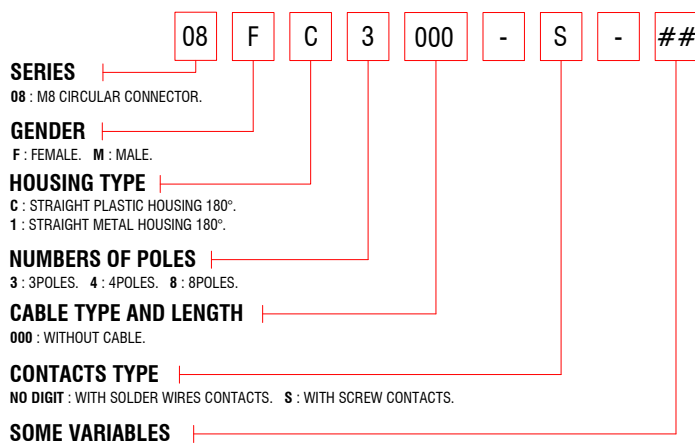 08 F C 3 000 - S - ##
SERIES
08 : M8 CIRCULAR CONNECTOR.
GENDER
F : FEMALE. M : MALE.
HOUSING TYPE
C : STRAIGHT PLASTIC HOUSING 180°.
1 : STRAIGHT METAL HOUSING 180°.
NUMBERS OF POLES
3 : 3POLES. 4 : 4POLES. 8 : 8POLES.
CABLE TYPE AND LENGTH
000 : WITHOUT CABLE.
CONTACTS TYPE
NO DIGIT : WITH SOLDER WIRES CONTACTS. S : WITH SCREW CONTACTS.
SOME VARIABLES